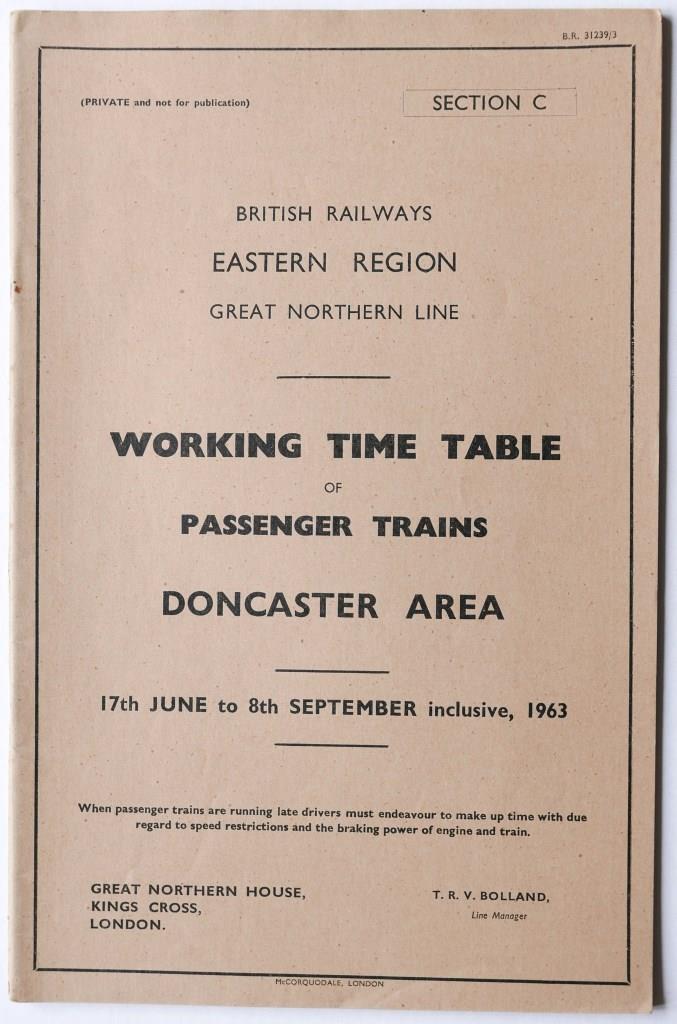 B.R. 31239/3
(PRIVATE and not for publication)
SECTION C
BRITISH RAILWAYS
EASTERN REGION
GREAT NORTHERN LINE
WORKING TIME TABLE
OF
PASSENGER TRAINS
DONCASTER AREA
17th JUNE to 8th SEPTEMBER inclusive, 1963
When passenger trains are running late drivers must endeavour to make up time with due
regard to speed restrictions and the braking power of engine and train.
GREAT NORTHERN HOUSE,
KINGS CROSS,
LONDON.
T. R. V. BOLLAND,
Line Manager
McCORQUODALE, LONDON